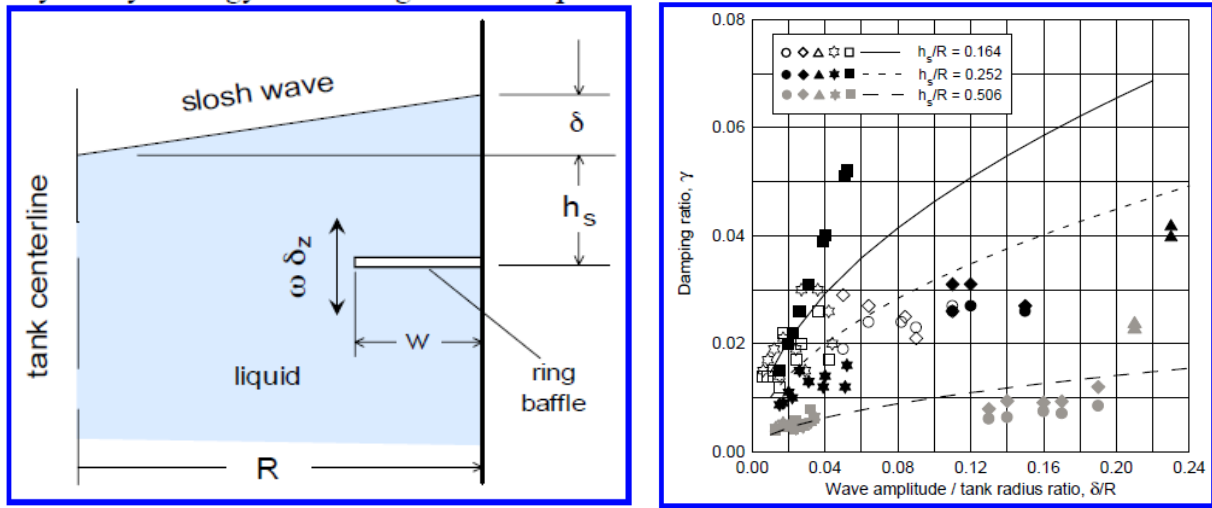 slosh wave
δ
h_s
tank centerline
ω δ_z
w
liquid
ring
baffle
R
0.08
0.06
0.04
0.02
0.00
Damping ratio, γ
h_s/R = 0.164
h_s/R = 0.252
h_s/R = 0.506
0.00 0.04 0.08 0.12 0.16 0.20 0.24
Wave amplitude / tank radius ratio, δ/R